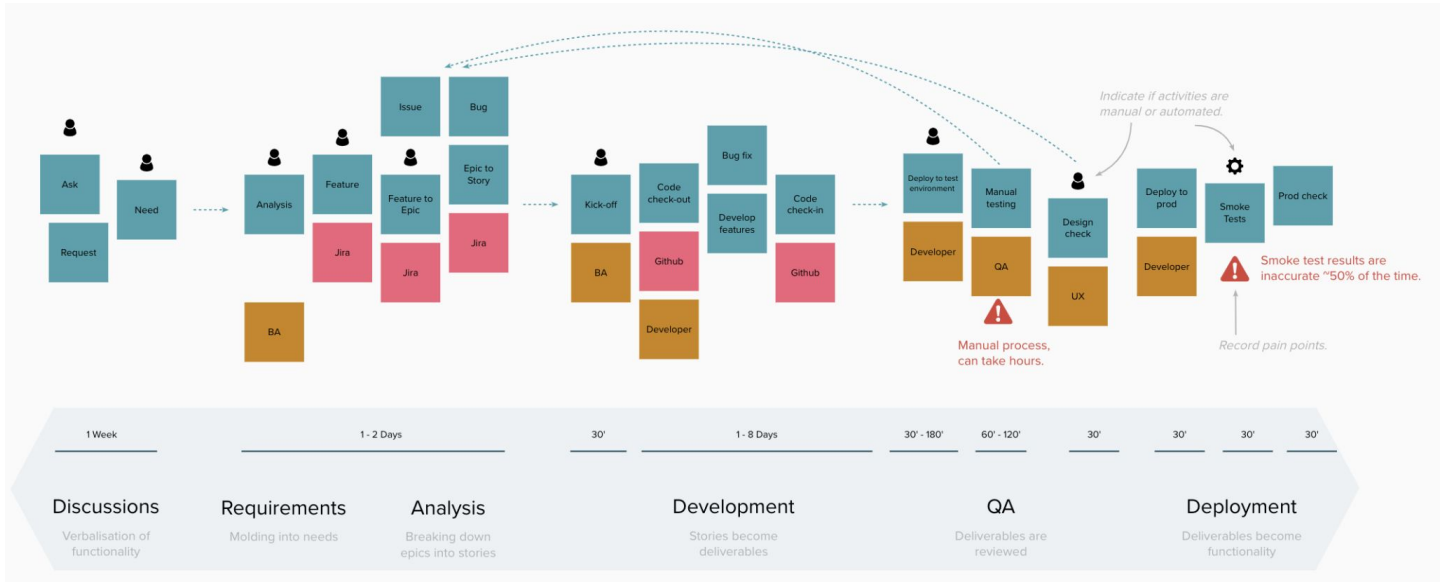 Indicate if activities are
manual or automated.
Issue
Bug
Ask
Need
Request
Analysis
Feature
Feature to
Epic
Epic to
Story
Jira
Jira
Jira
BA
Kick-off
BA
Code
check-out
Github
Developer
Bug fix
Develop
features
Code
check-in
Github
Deploy to test
environment
Developer
Manual
testing
QA
Manual process,
can take hours.
Design
check
UX
Deploy to
prod
Developer
Smoke
Tests
Prod check
Smoke test results are
inaccurate ~50% of the time.
Record pain points.
1 Week
1 - 2 Days
30'
1 - 8 Days
30' - 180'
60' - 120'
30'
30'
30'
30'
Discussions
Verbalisation of
functionality
Requirements
Molding into needs
Analysis
Breaking down
epics into stories
Development
Stories become
deliverables
QA
Deliverables are
reviewed
Deployment
Deliverables become
functionality